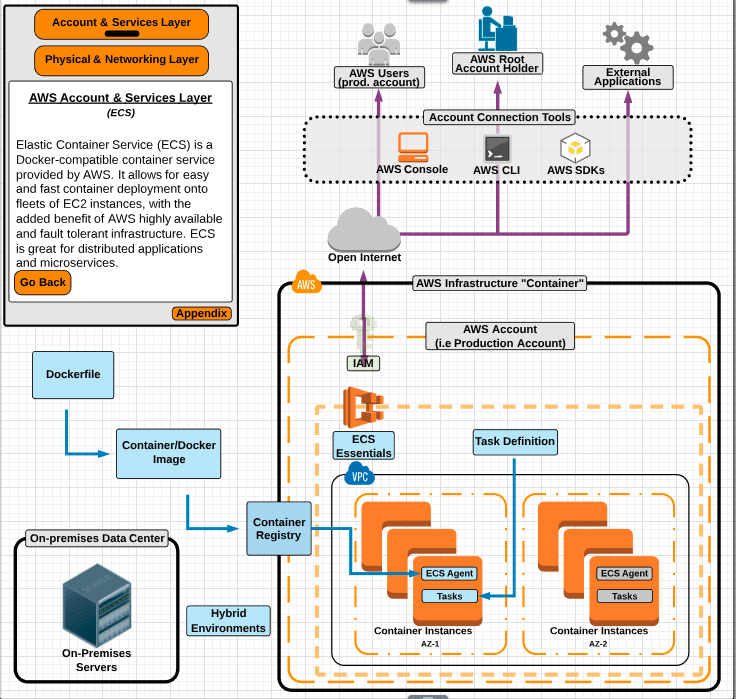 Account & Services Layer
Physical & Networking Layer
AWS Account & Services Layer
(ECS)
Elastic Container Service (ECS) is a
Docker-compatible container service
provided by AWS. It allows for easy
and fast container deployment onto
fleets of EC2 instances, with the
added benefit of AWS highly available
and fault tolerant infrastructure. ECS
is great for distributed applications
and microservices.
Go Back
Appendix
AWS Users
(prod. account)
AWS Root
Account Holder
External
Applications
Account Connection Tools
AWS Console
AWS CLI
AWS SDKs
Open Internet
AWS
AWS Infrastructure "Container"
AWS Account
(i.e Production Account)
IAM
Dockerfile
Container/Docker
Image
ECS
Essentials
Task Definition
VPC
Container
Registry
On-premises Data Center
On-Premises
Servers
Hybrid
Environments
ECS Agent
Tasks
Container Instances
AZ-1
ECS Agent
Tasks
Container Instances
AZ-2